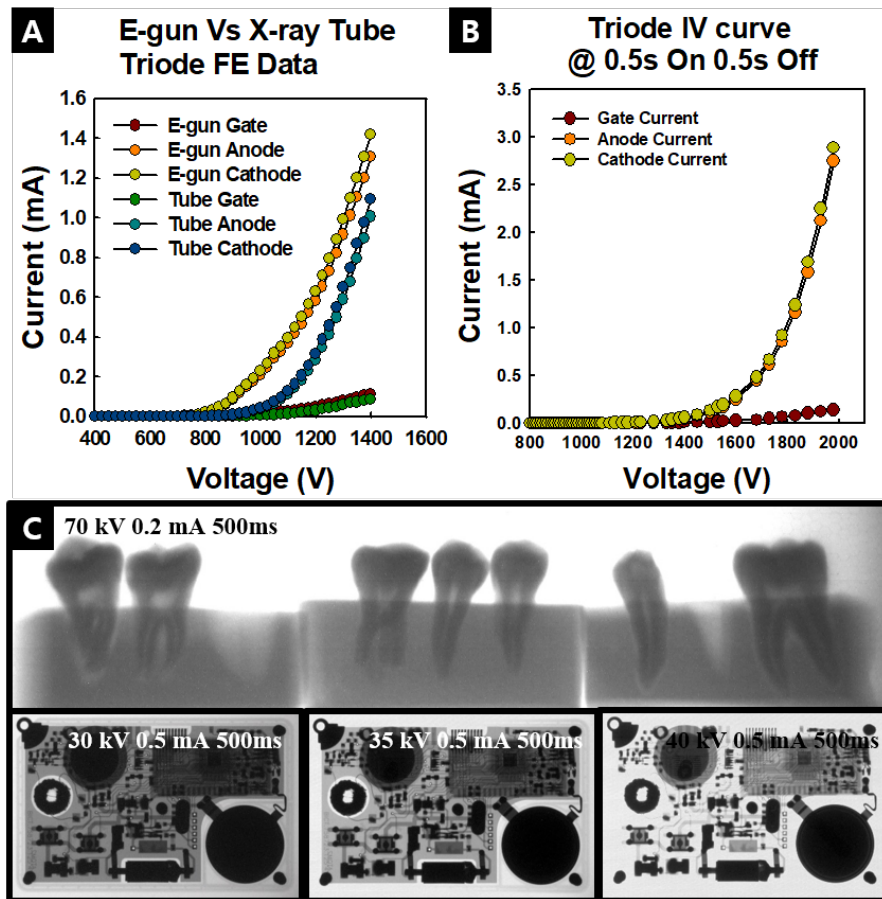 A
E-gun Vs X-ray Tube
Triode FE Data
1.6
1.4
1.2
1.0
0.8
0.6
0.4
0.2
0.0
Current (mA)
E-gun Gate
E-gun Anode
E-gun Cathode
Tube Gate
Tube Anode
Tube Cathode
400 600 800 1000 1200 1400 1600
Voltage (V)
B
Triode IV curve
@ 0.5s On 0.5s Off
3.5
3.0
2.5
2.0
1.5
1.0
0.5
0.0
Current (mA)
Gate Current
Anode Current
Cathode Current
800 1000 1200 1400 1600 1800 2000
Voltage (V)
C
70 kV 0.2 mA 500ms
30 kV 0.5 mA 500ms
35 kV 0.5 mA 500ms
40 kV 0.5 mA 500ms